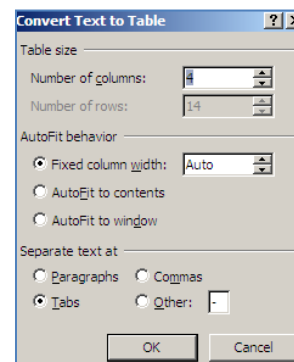 Convert Text to Table
Table size
Number of columns: 4
Number of rows: 14
AutoFit behavior
Fixed column width: Auto
AutoFit to contents
AutoFit to window
Separate text at
Paragraphs Commas
Tabs Other: -
OK Cancel